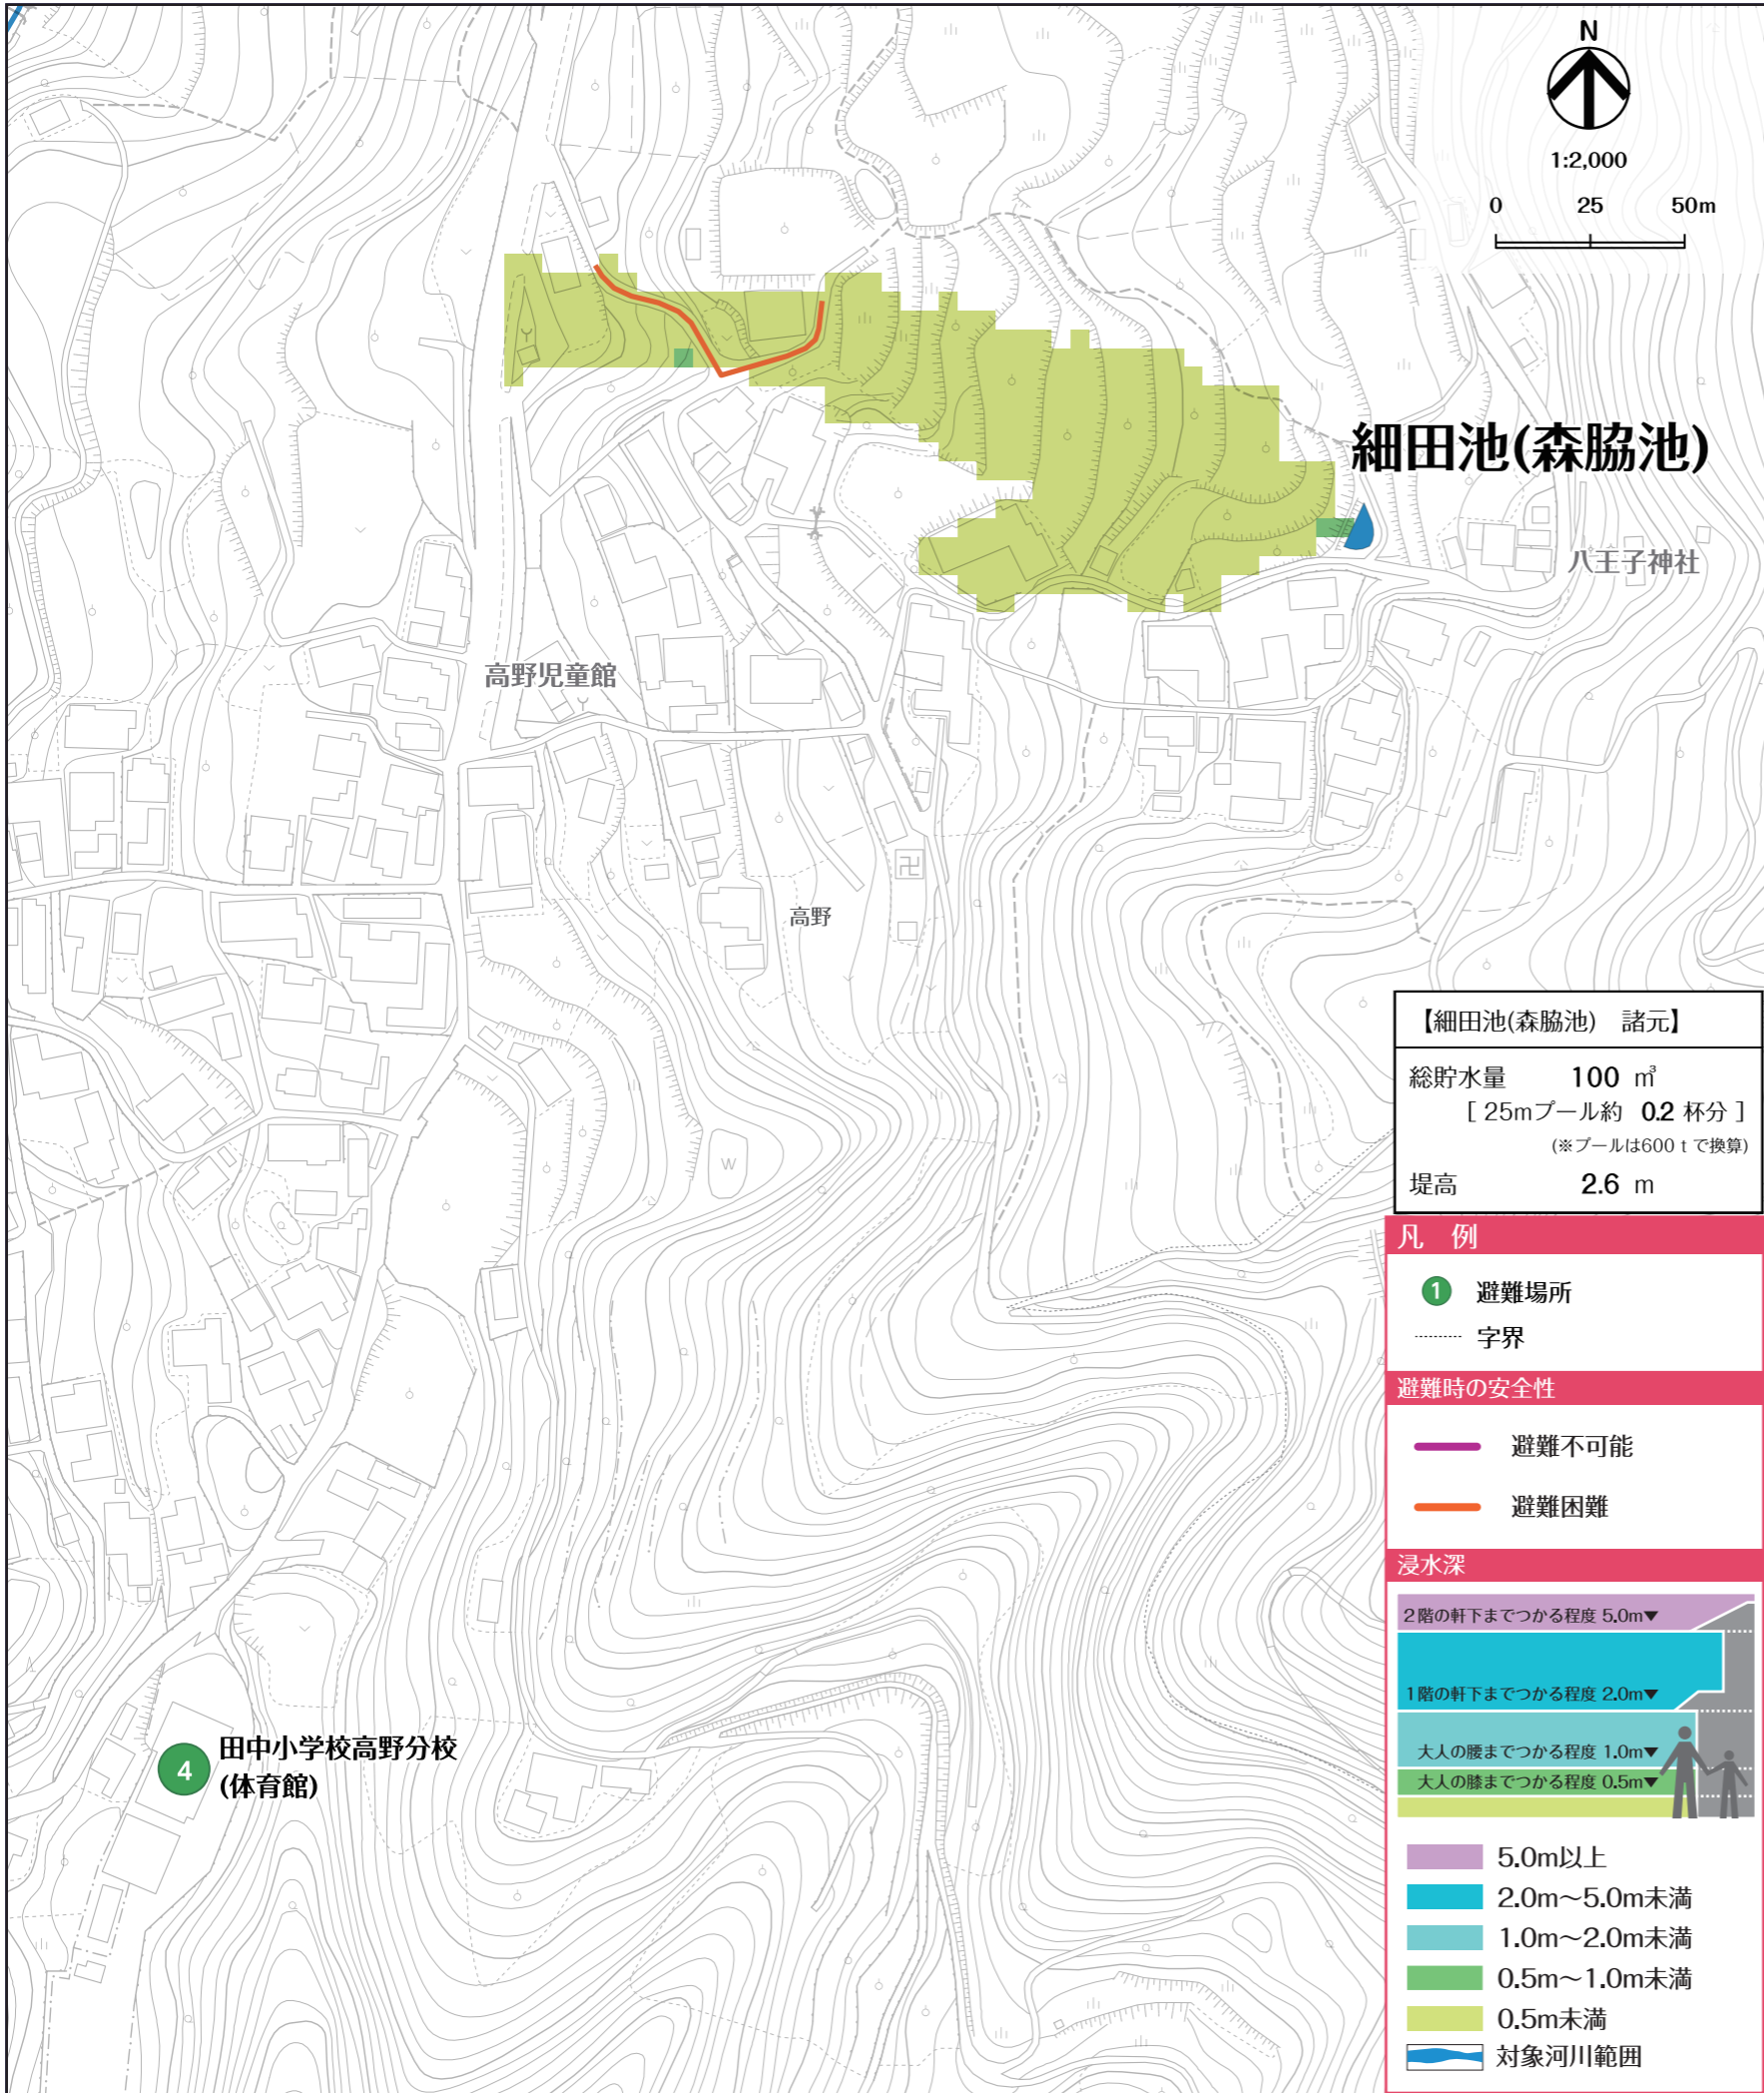 N
1:2,000
0 25 50m
細田池(森脇池)
八王子神社
高野児童館
卍
高野
W
【細田池(森脇池) 諸元】
総貯水量 100 ㎥
[ 25mプール約 0.2 杯分 ]
(※プールは600 t で換算)
堤高 2.6 m
凡 例
1 避難場所
字界
避難時の安全性
避難不可能
避難困難
浸水深
2階の軒下までつかる程度 5.0m▼
1階の軒下までつかる程度 2.0m▼
大人の腰までつかる程度 1.0m▼
大人の膝までつかる程度 0.5m▼
5.0m以上
2.0m～5.0m未満
1.0m～2.0m未満
0.5m～1.0m未満
0.5m未満
対象河川範囲
4 田中小学校高野分校
(体育館)